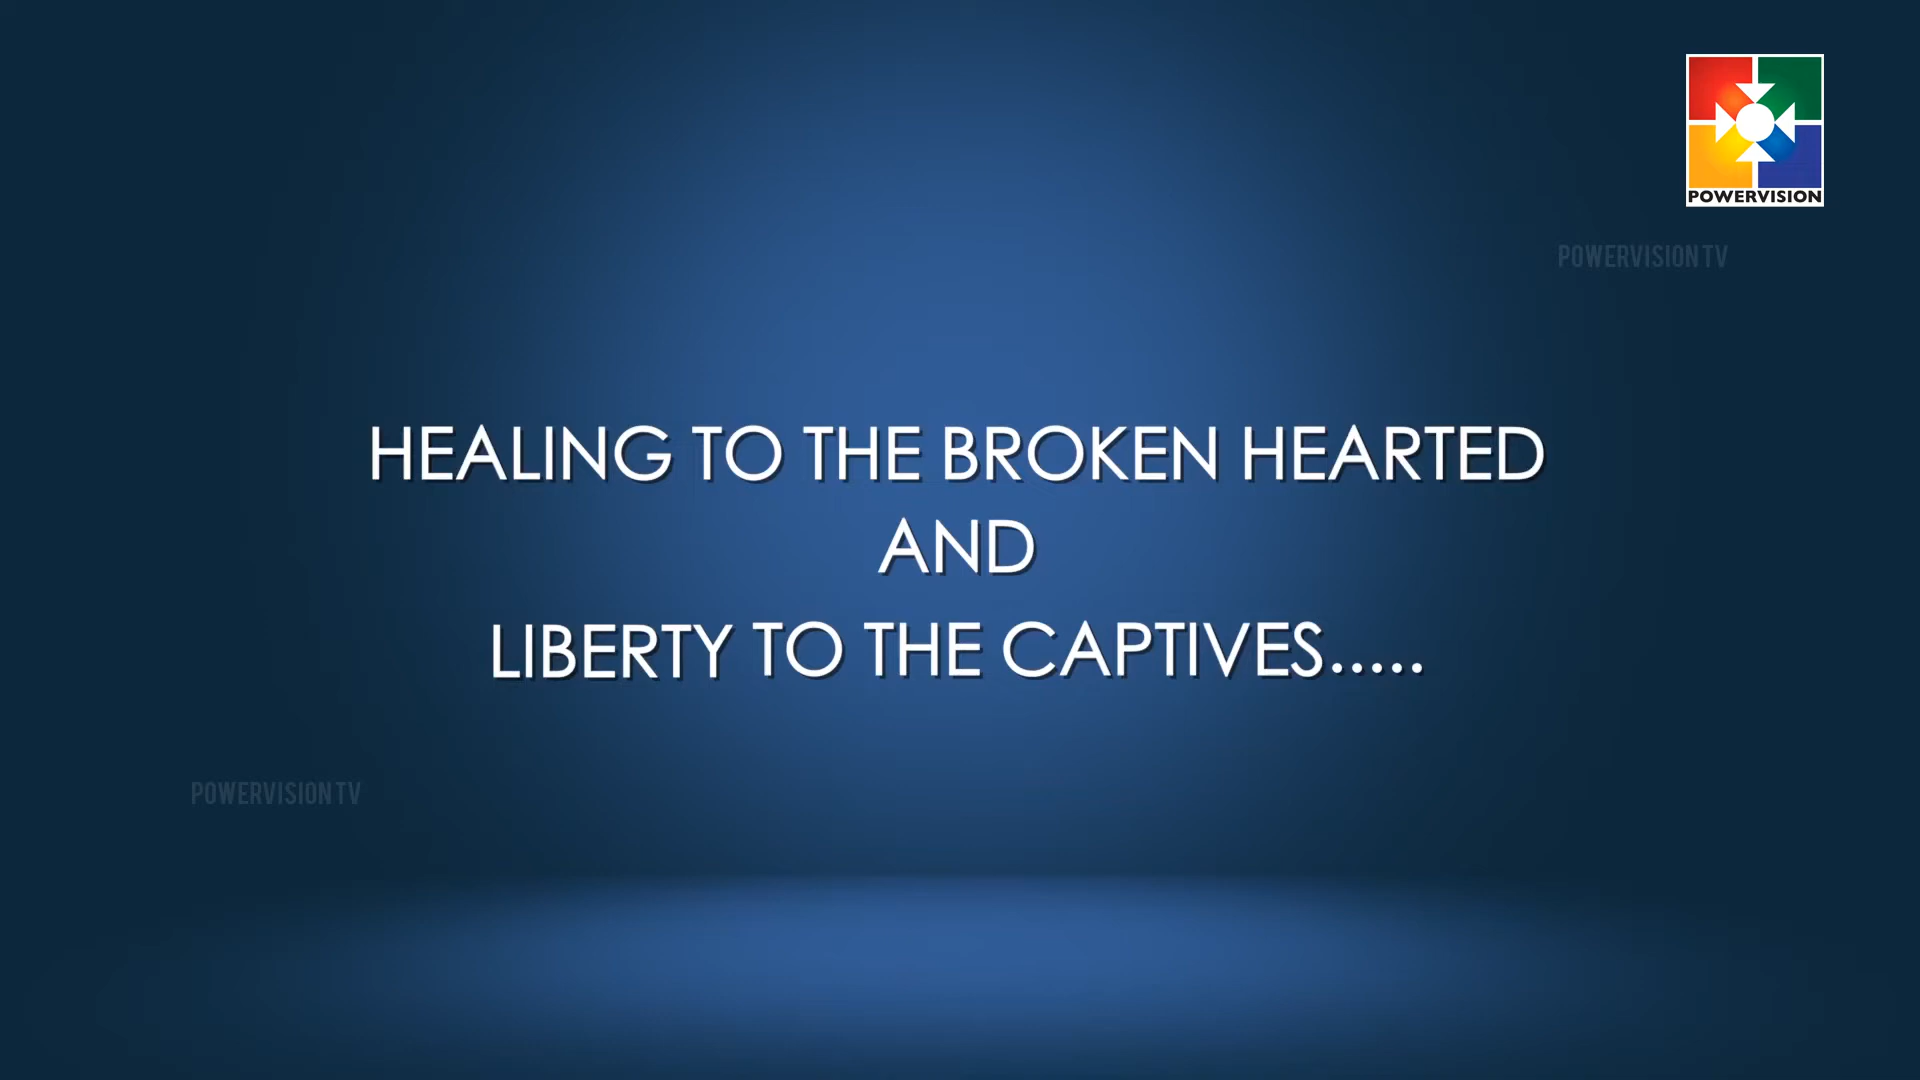 POWERVISION
POWERVISION TV
HEALING TO THE BROKEN HEARTED
AND
LIBERTY TO THE CAPTIVES.....
POWERVISION TV